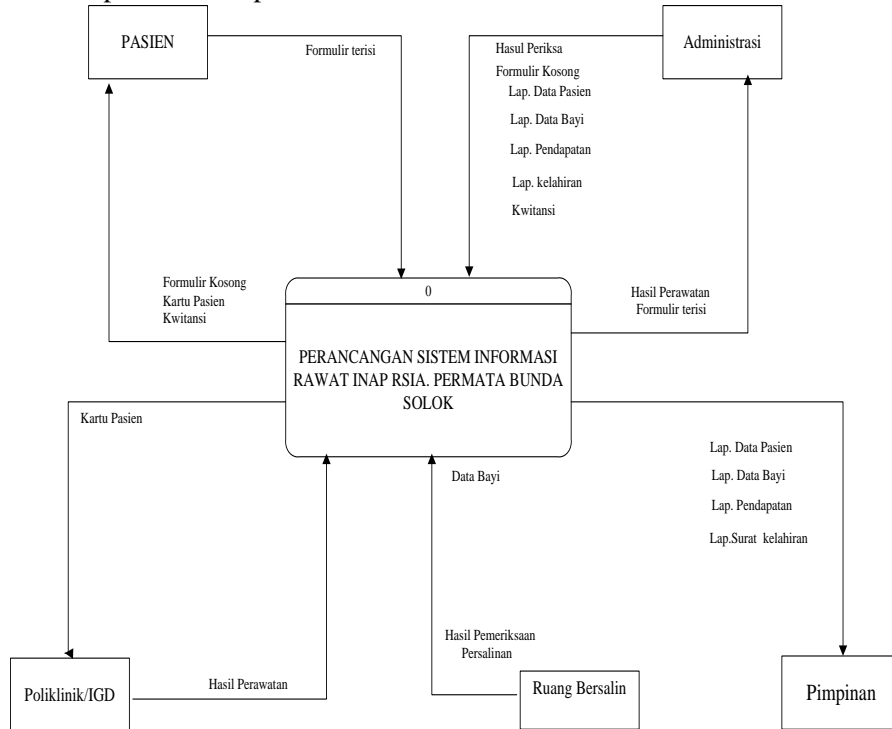 PASIEN
Formulir terisi
Hasul Periksa
Formulir Kosong
Lap. Data Pasien
Lap. Data Bayi
Lap. Pendapatan
Lap. kelahiran
Kwitansi
Administrasi
Formulir Kosong
Kartu Pasien
Kwitansi
0
PERANCANGAN SISTEM INFORMASI
RAWAT INAP RSIA. PERMATA BUNDA
SOLOK
Hasil Perawatan
Formulir terisi
Kartu Pasien
Data Bayi
Lap. Data Pasien
Lap. Data Bayi
Lap. Pendapatan
Lap.Surat kelahiran
Hasil Pemeriksaan
Persalinan
Poliklinik/IGD
Hasil Perawatan
Ruang Bersalin
Pimpinan